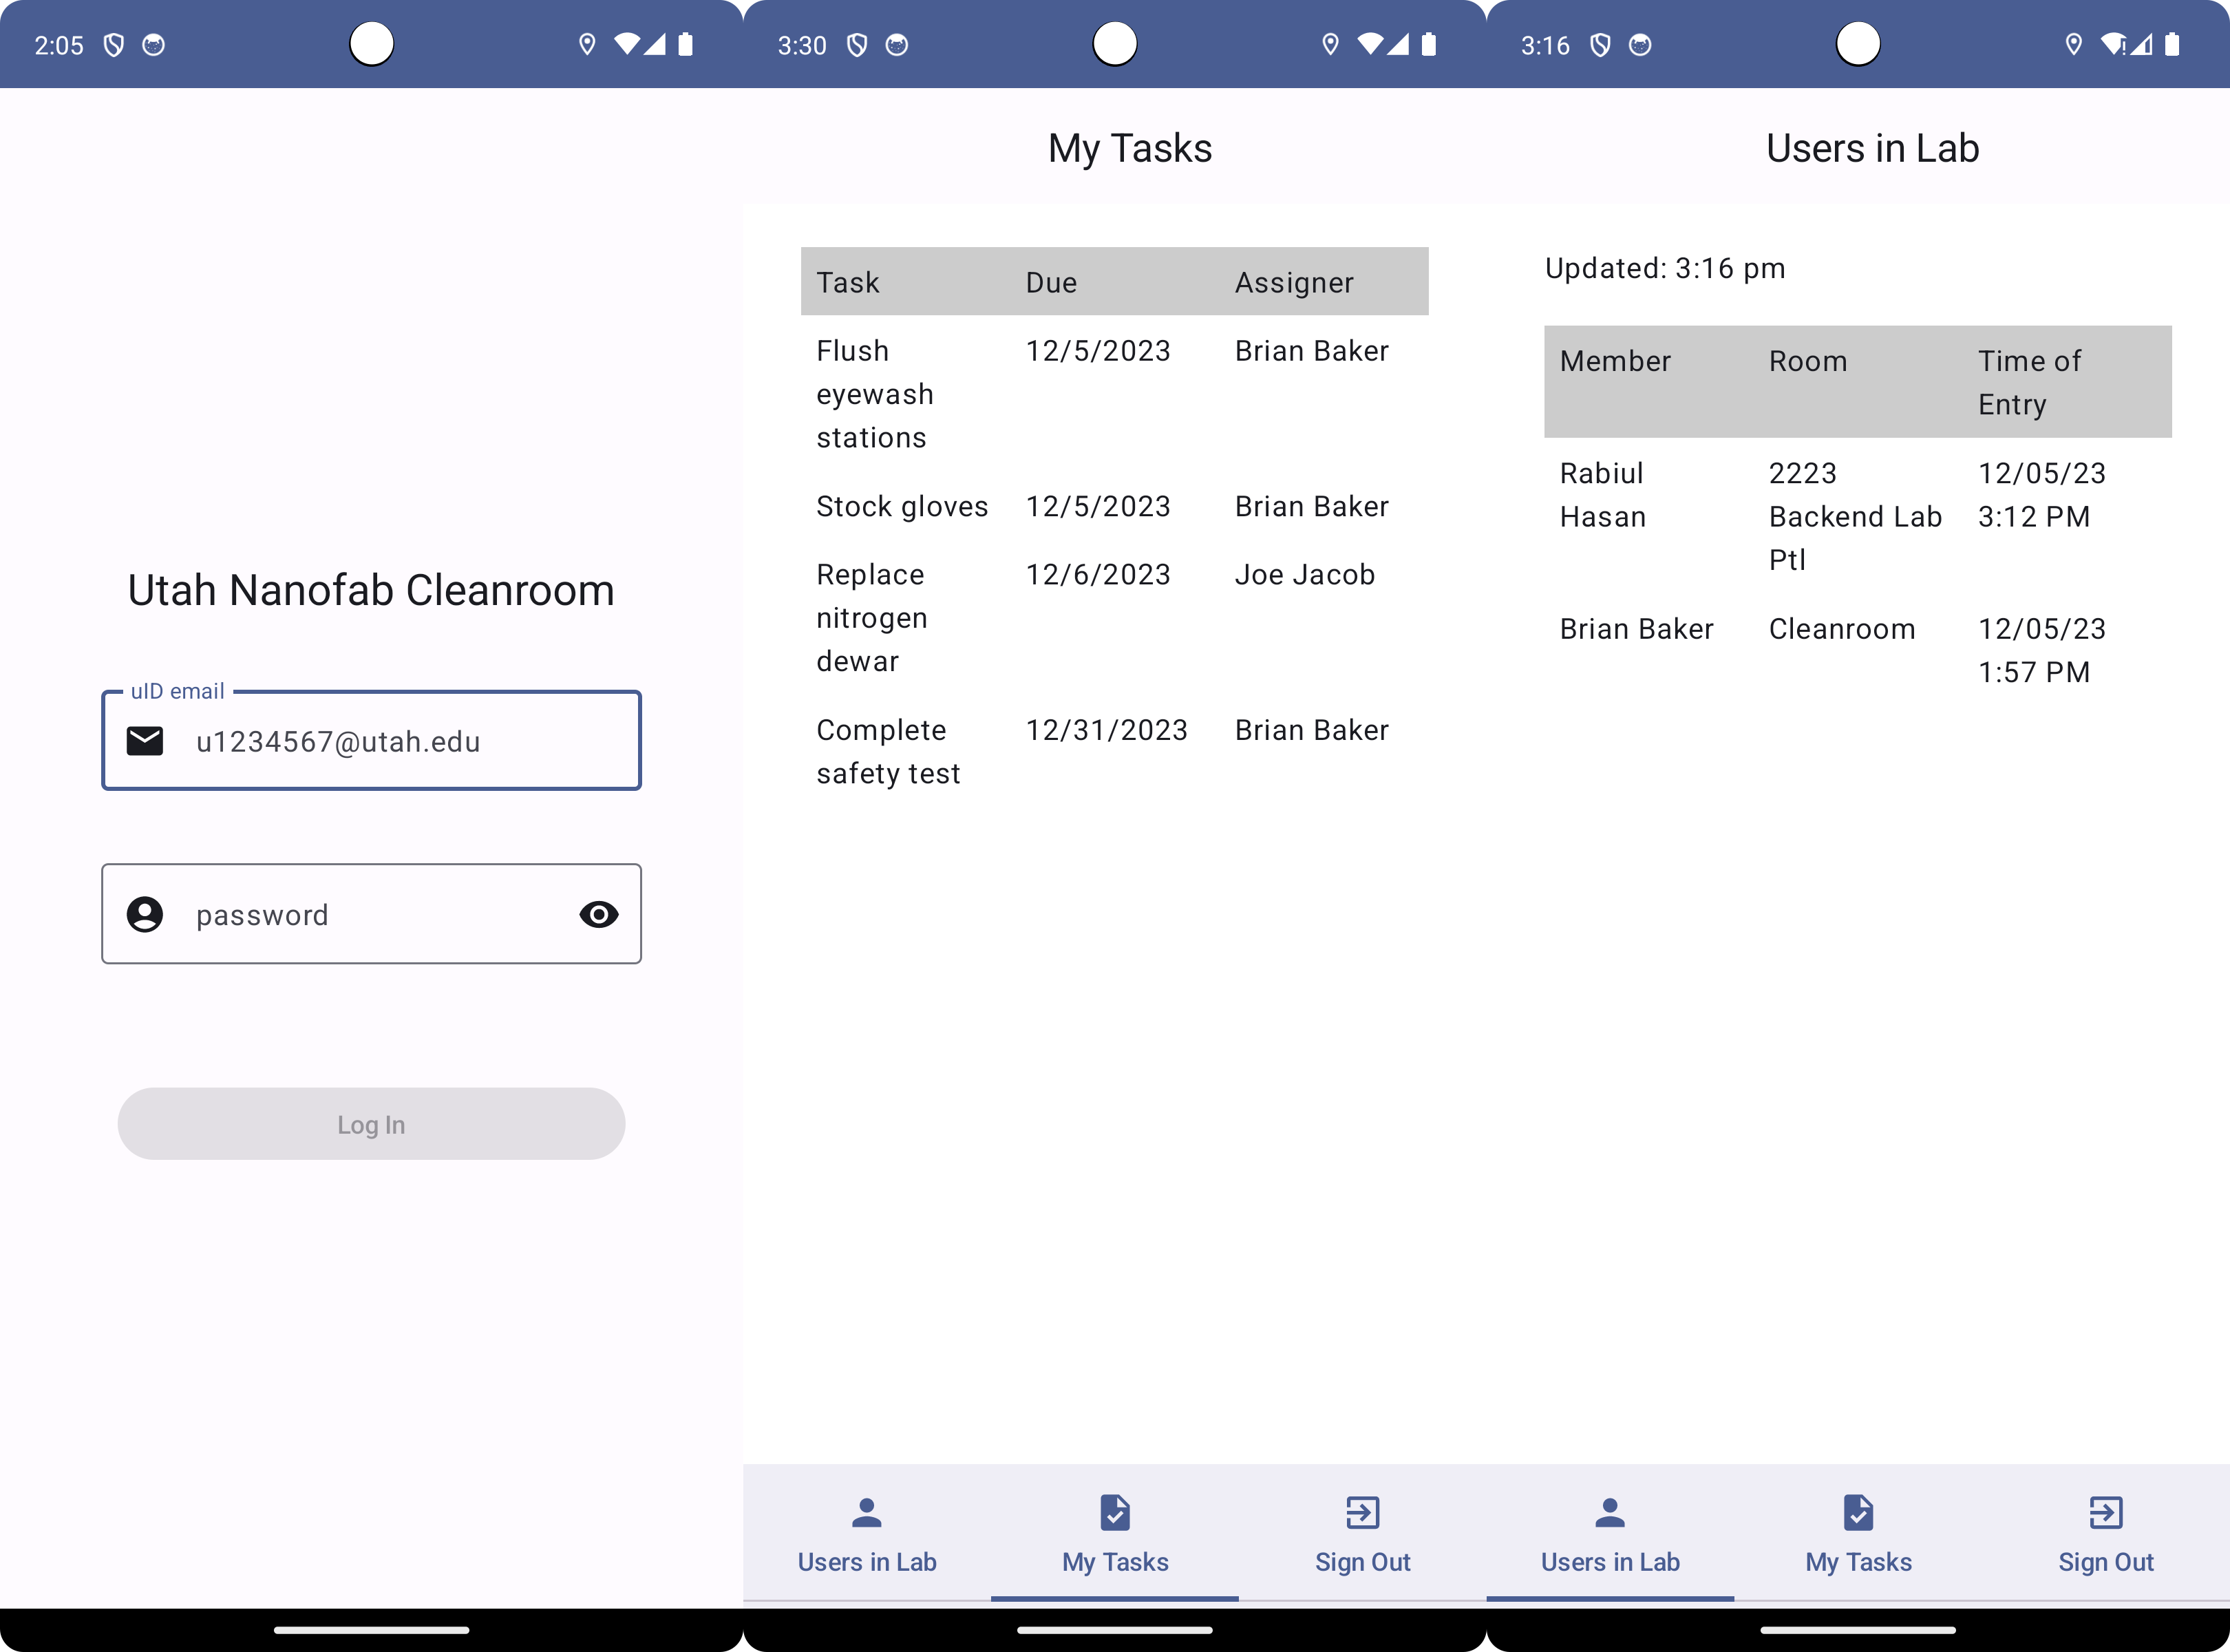 2:05
Utah Nanofab Cleanroom
uID email
u1234567@utah.edu
password
Log In
3:30
My Tasks
Task Due Assigner
Flush 12/5/2023 Brian Baker
eyewash
stations
Stock gloves 12/5/2023 Brian Baker
Replace 12/6/2023 Joe Jacob
nitrogen
dewar
Complete 12/31/2023 Brian Baker
safety test
Users in Lab My Tasks Sign Out
3:16
Users in Lab
Updated: 3:16 pm
Member Room Time of
Entry
Rabiul 2223 12/05/23
Hasan Backend Lab 3:12 PM
Ptl
Brian Baker Cleanroom 12/05/23
1:57 PM
Users in Lab My Tasks Sign Out